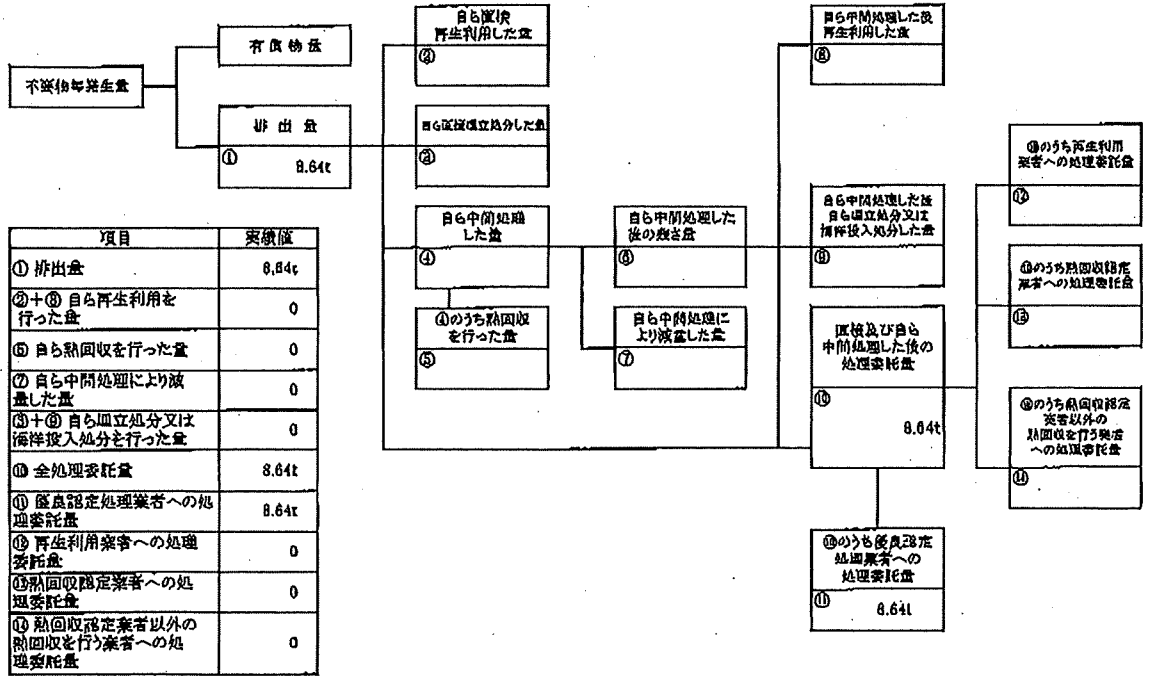 自ら直接
再生利用した量
②
自ら中間処理した後
再生利用した量
⑧
有償物量
不要物等発生量
排出量
①
8.64t
自ら直接埋立処分した量
③
自ら中間処理
した量
④
自ら中間処理した
後の残さ量
⑥
自ら中間処理した後
自ら埋立処分又は
海洋投入処分した量
⑨
④のうち熱回収
を行った量
⑤
自ら中間処理に
より減量した量
⑦
直接及び自ら
中間処理した後の
処理委託量
⑩
8.64t
⑩のうち再生利用
業者への処理委託量
⑫
⑩のうち熱回収認定
業者への処理委託量
⑬
⑩のうち熱回収認定
業者以外の
熱回収を行う業者
への処理委託量
⑭
⑩のうち優良認定
処理業者への
処理委託量
⑪
8.64t
項目
実績値
① 排出量
8.64t
②+⑧ 自ら再生利用を
行った量
0
⑤ 自ら熱回収を行った量
0
⑦ 自ら中間処理により減
量した量
0
③+⑨ 自ら埋立処分又は
海洋投入処分を行った量
0
⑩ 全処理委託量
8.64t
⑪ 優良認定処理業者への処
理委託量
8.64t
⑫ 再生利用業者への処理
委託量
0
⑬熱回収認定業者への処
理委託量
0
⑭ 熱回収認定業者以外の
熱回収を行う業者への処
理委託量
0